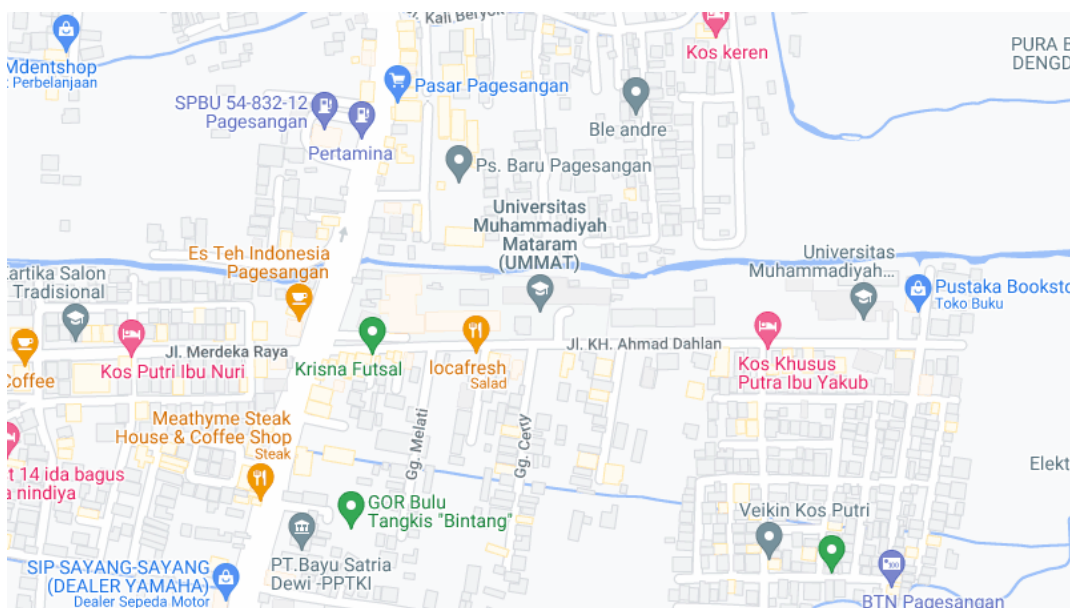 Kali Beryok
Kos keren
Mdentshop
Perbelanjaan
PURA B
DENGD
SPBU 54-832-12
Pagesangan
Pasar Pagesangan
Pertamina
Ble andre
Ps. Baru Pagesangan
Universitas
Muhammadiyah
Mataram
(UMMAT)
Es Teh Indonesia
Pagesangan
Universitas
Muhammadiyah...
artika Salon
Tradisional
Pustaka Booksto
Toko Buku
Jl. Merdeka Raya
Jl. KH. Ahmad Dahlan
Coffee
Kos Putri Ibu Nuri
Krisna Futsal
locafresh
Salad
Kos Khusus
Putra Ibu Yakub
Meathyme Steak
House & Coffee Shop
Steak
Gg. Melati
Gg. Cerry
t 14 ida bagus
a nindiya
Elekt
GOR Bulu
Tangkis "Bintang"
Veikin Kos Putri
PT.Bayu Satria
Dewi -PPTKI
SIP SAYANG-SAYANG
(DEALER YAMAHA)
Dealer Sepeda Motor
BTN Pagesangan